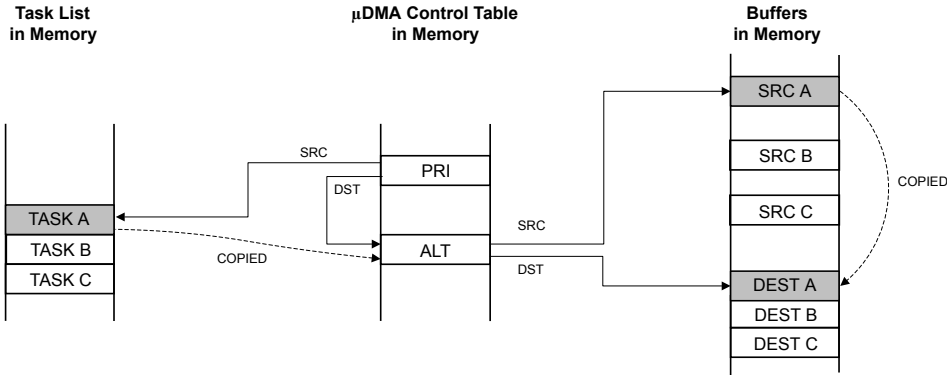 Task List
in Memory
µDMA Control Table
in Memory
Buffers
in Memory
SRC A
SRC B
SRC C
COPIED
SRC
PRI
DST
TASK A
TASK B
TASK C
COPIED
ALT
SRC
DST
DEST A
DEST B
DEST C